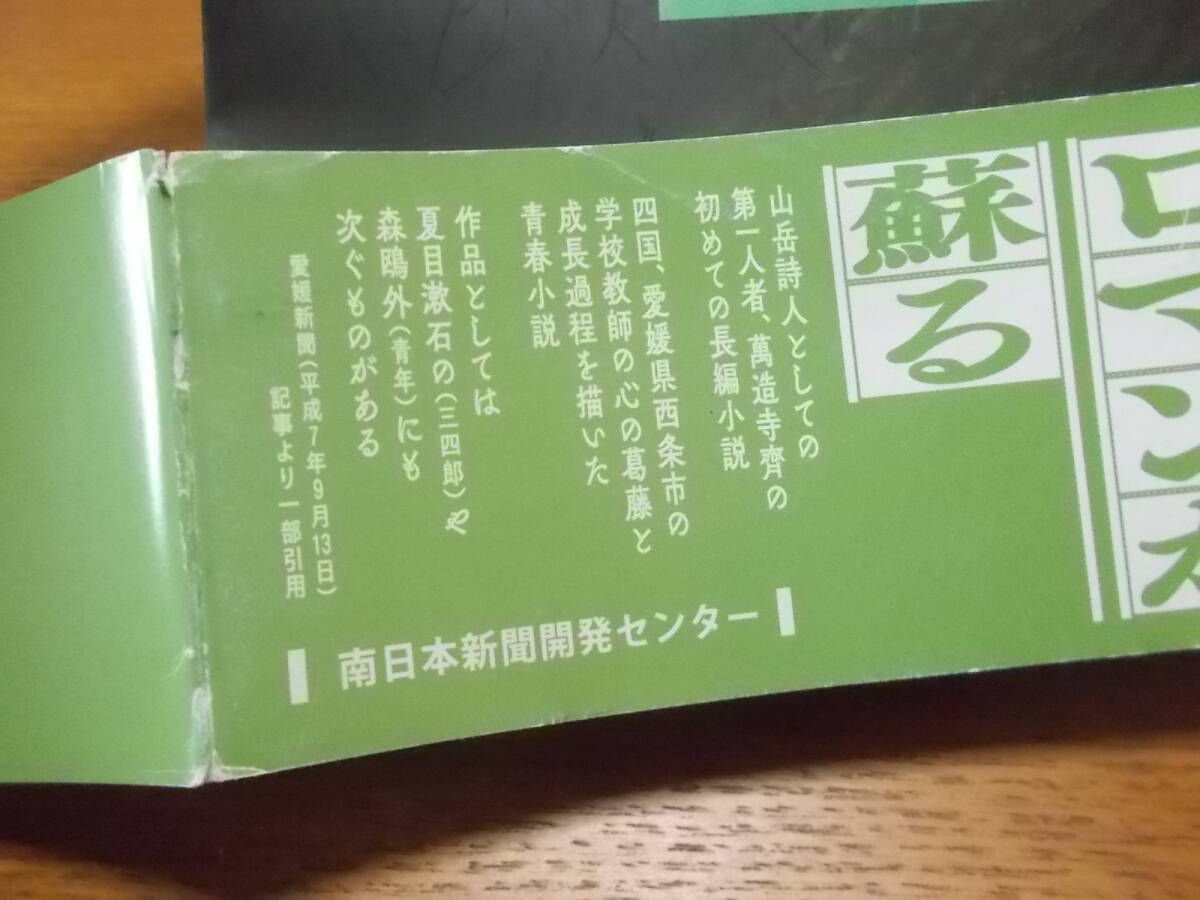 ロマンが
蘇る
山岳詩人としての
第一人者、萬造寺齊の
初めての長編小説
四国、愛媛県西条市の
学校教師の心の葛藤と
成長過程を描いた
青春小説
作品としては
夏目漱石の(三四郎)や
森鴎外(青年)にも
次ぐものがある
愛媛新聞(平成7年9月13日)
記事より一部引用
南日本新聞開発センター